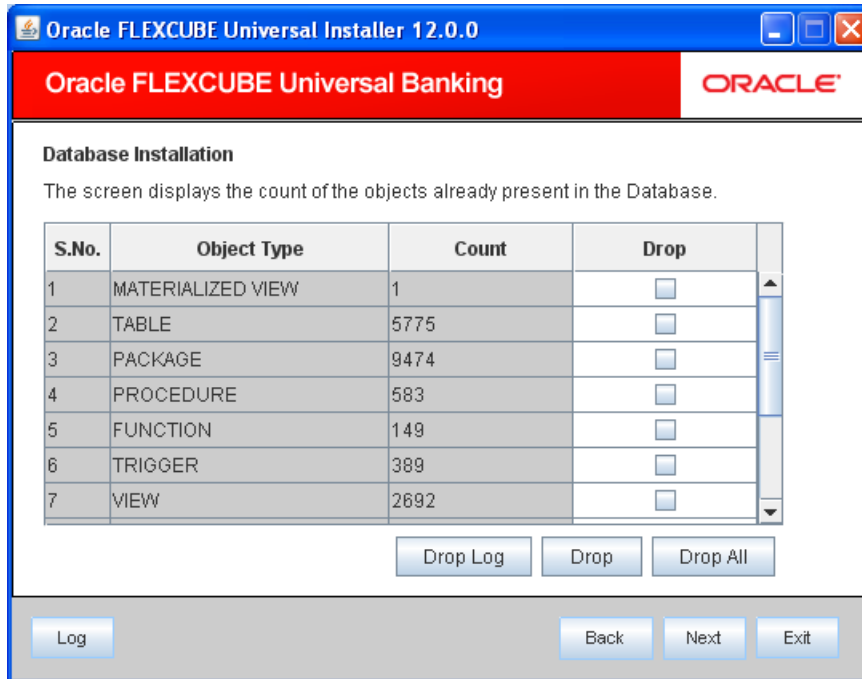 Oracle FLEXCUBE Universal Installer 12.0.0
Oracle FLEXCUBE Universal Banking ORACLE
Database Installation
The screen displays the count of the objects already present in the Database.
S.No. Object Type Count Drop
1 MATERIALIZED VIEW 1
2 TABLE 5775
3 PACKAGE 9474
4 PROCEDURE 583
5 FUNCTION 149
6 TRIGGER 389
7 VIEW 2692
Drop Log Drop Drop All
Log Back Next Exit